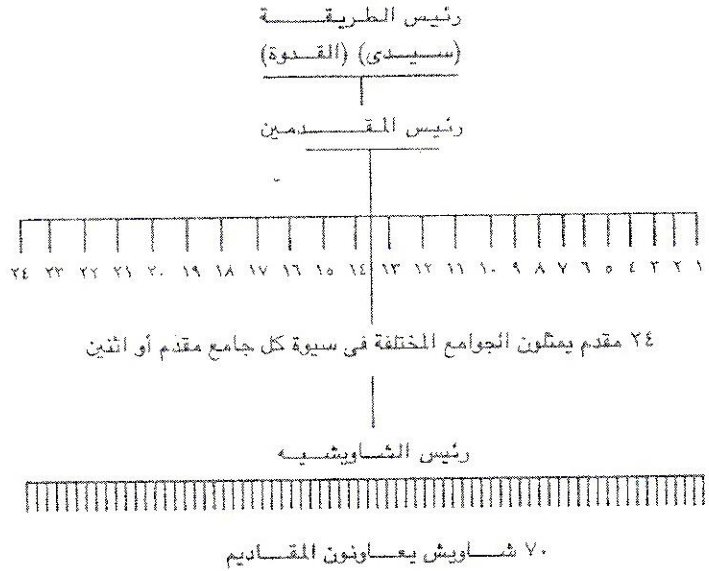 رئيس الطريقة
(سيدى) (القدوة)
رئيس المقدمين
١ ٢ ٣ ٤ ٥ ٦ ٧ ٨ ٩ ١٠ ١١ ١٢ ١٣ ١٤ ١٥ ١٦ ١٧ ١٨ ١٩ ٢٠ ٢١ ٢٢ ٢٣ ٢٤
٢٤ مقدم يمثلون الجوامع المختلفة فى سيوة كل جامع مقدم أو اثنين
رئيس الشاويشيه
٧٠ شاويش يعاونون المقاديم